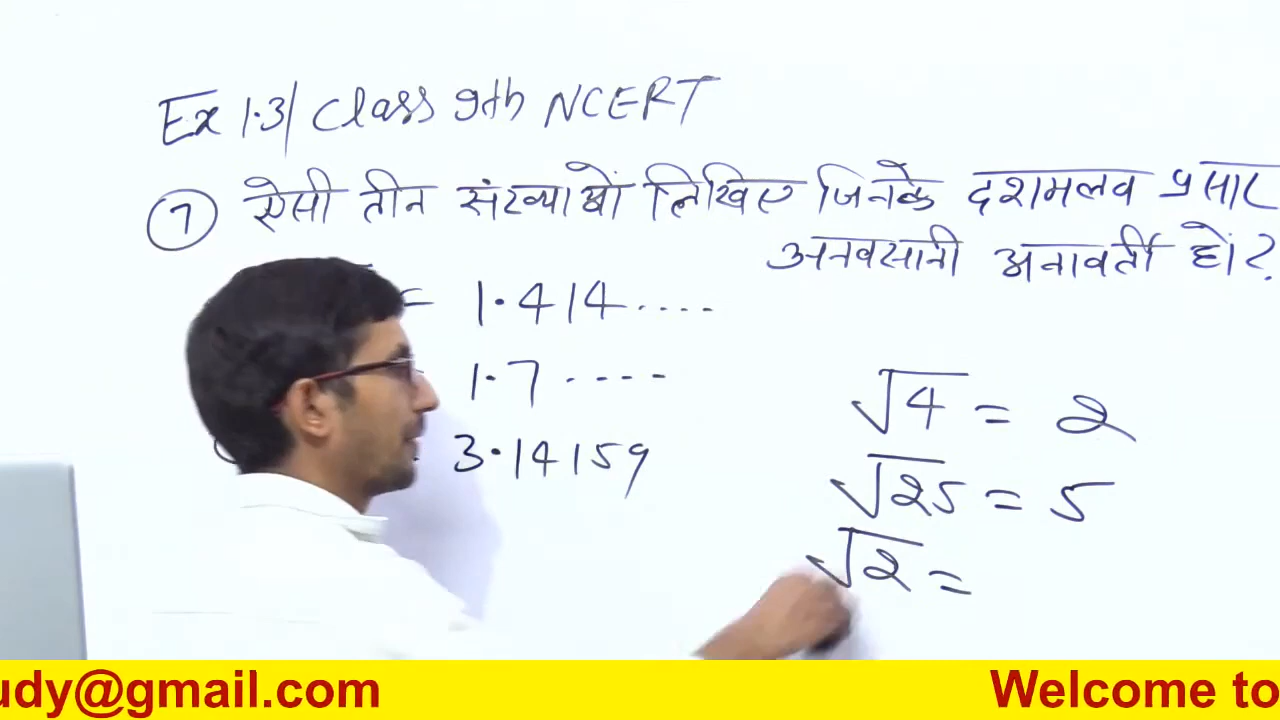 Ex 1.3/ Class 9th NCERT
7 ऐसी तीन संख्याओं लिखिए जिनके दशमलव प्रसार
अनवसानी अनावर्ती हों?
= 1.414....
1.7....
3.14159
√4 = 2
√25 = 5
√2 =
udy@gmail.com
Welcome to